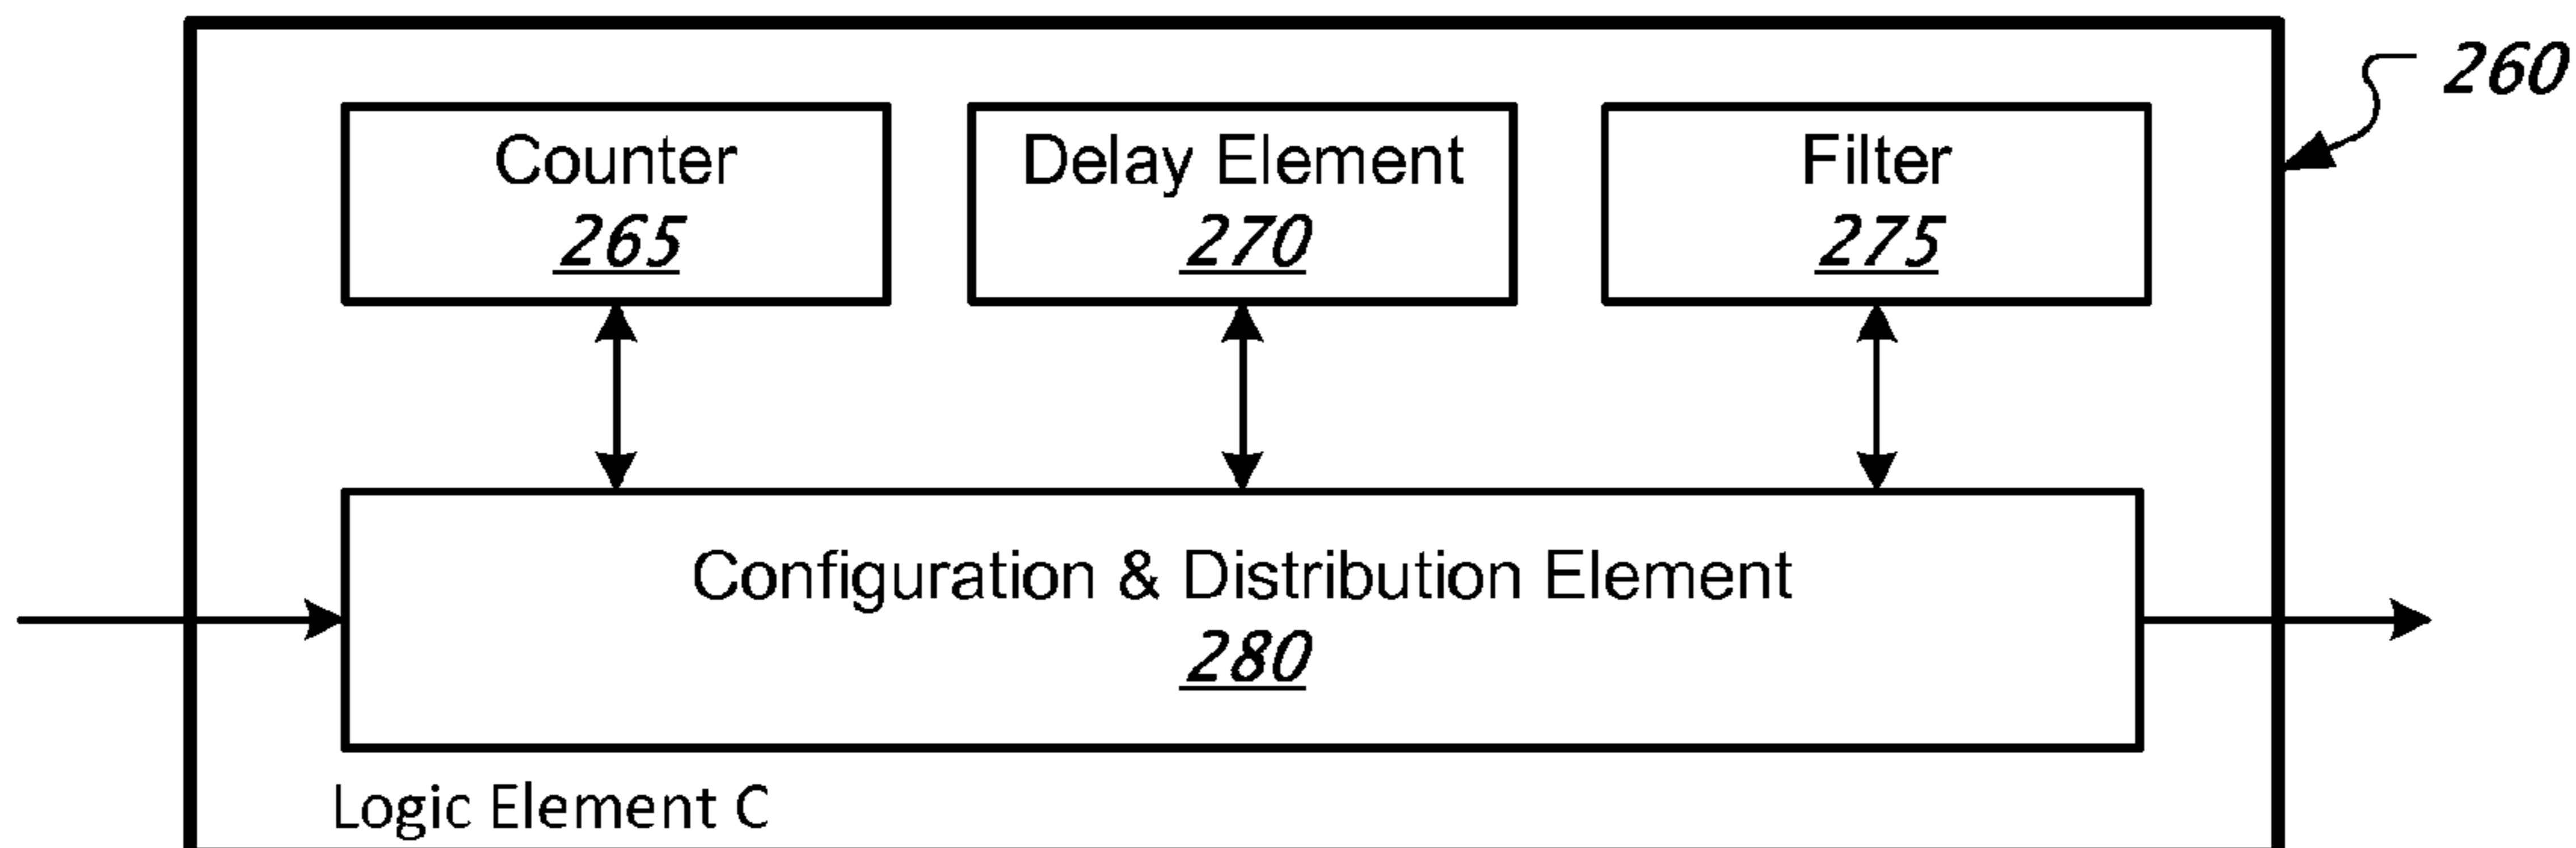 260
Counter
265
Delay Element
270
Filter
275
Configuration & Distribution Element
280
Logic Element C